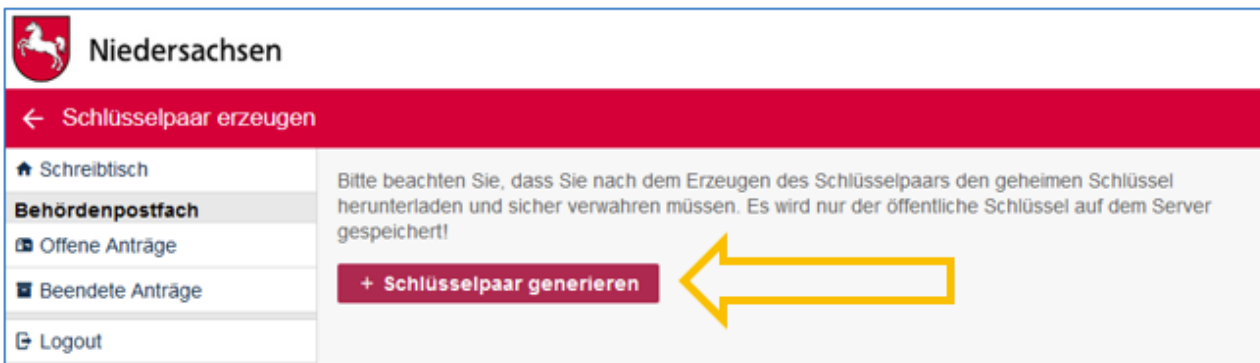 Niedersachsen
← Schlüsselpaar erzeugen
Schreibtisch
Behördenpostfach
Offene Anträge
Beendete Anträge
Logout
Bitte beachten Sie, dass Sie nach dem Erzeugen des Schlüsselpaars den geheimen Schlüssel
herunterladen und sicher verwahren müssen. Es wird nur der öffentliche Schlüssel auf dem Server
gespeichert!
+ Schlüsselpaar generieren